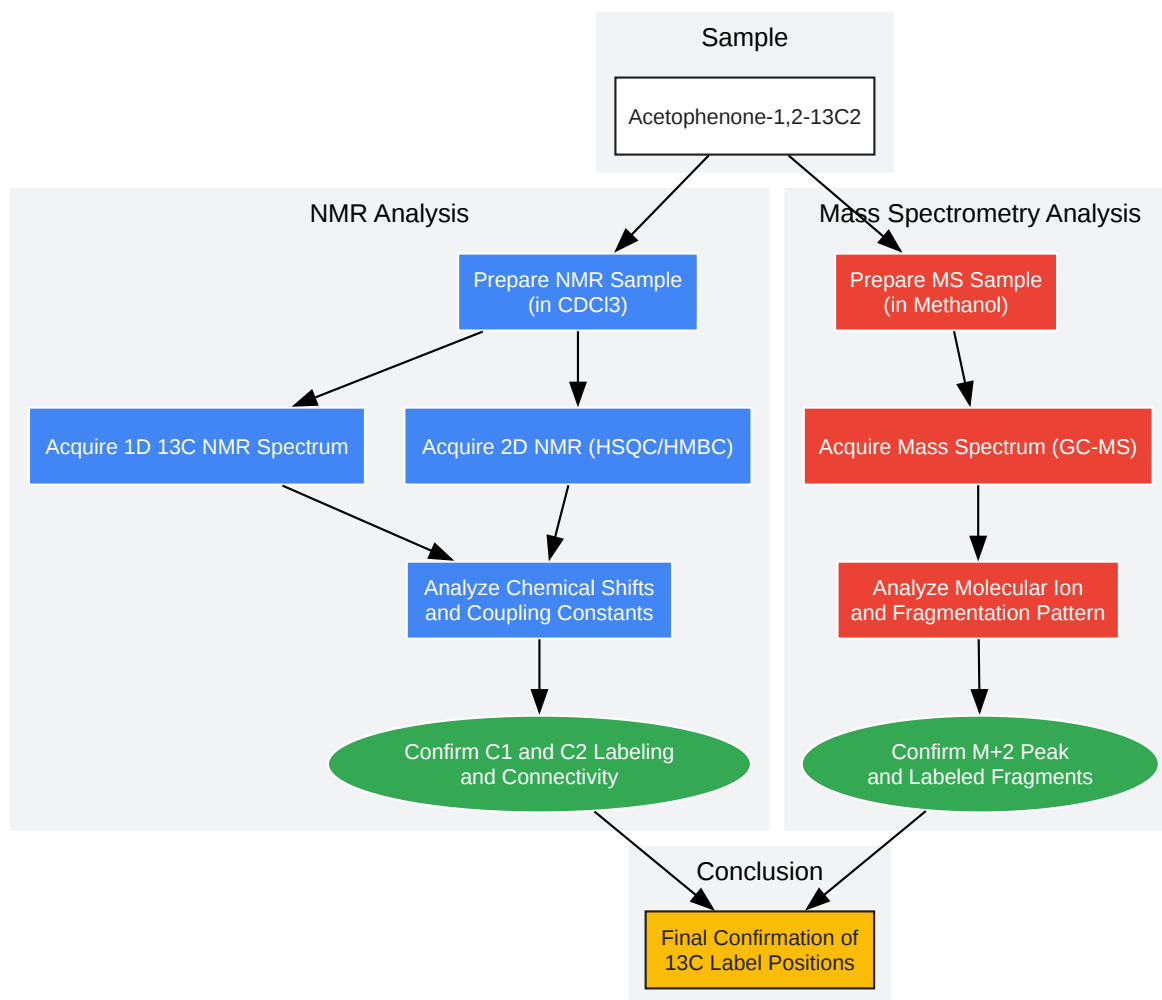 Sample
Acetophenone-1,2-13C2
NMR Analysis
Mass Spectrometry Analysis
Prepare NMR Sample
(in CDCl3)
Prepare MS Sample
(in Methanol)
Acquire 1D 13C NMR Spectrum
Acquire 2D NMR (HSQC/HMBC)
Acquire Mass Spectrum (GC-MS)
Analyze Chemical Shifts
and Coupling Constants
Analyze Molecular Ion
and Fragmentation Pattern
Confirm C1 and C2 Labeling
and Connectivity
Confirm M+2 Peak
and Labeled Fragments
Conclusion
Final Confirmation of
13C Label Positions